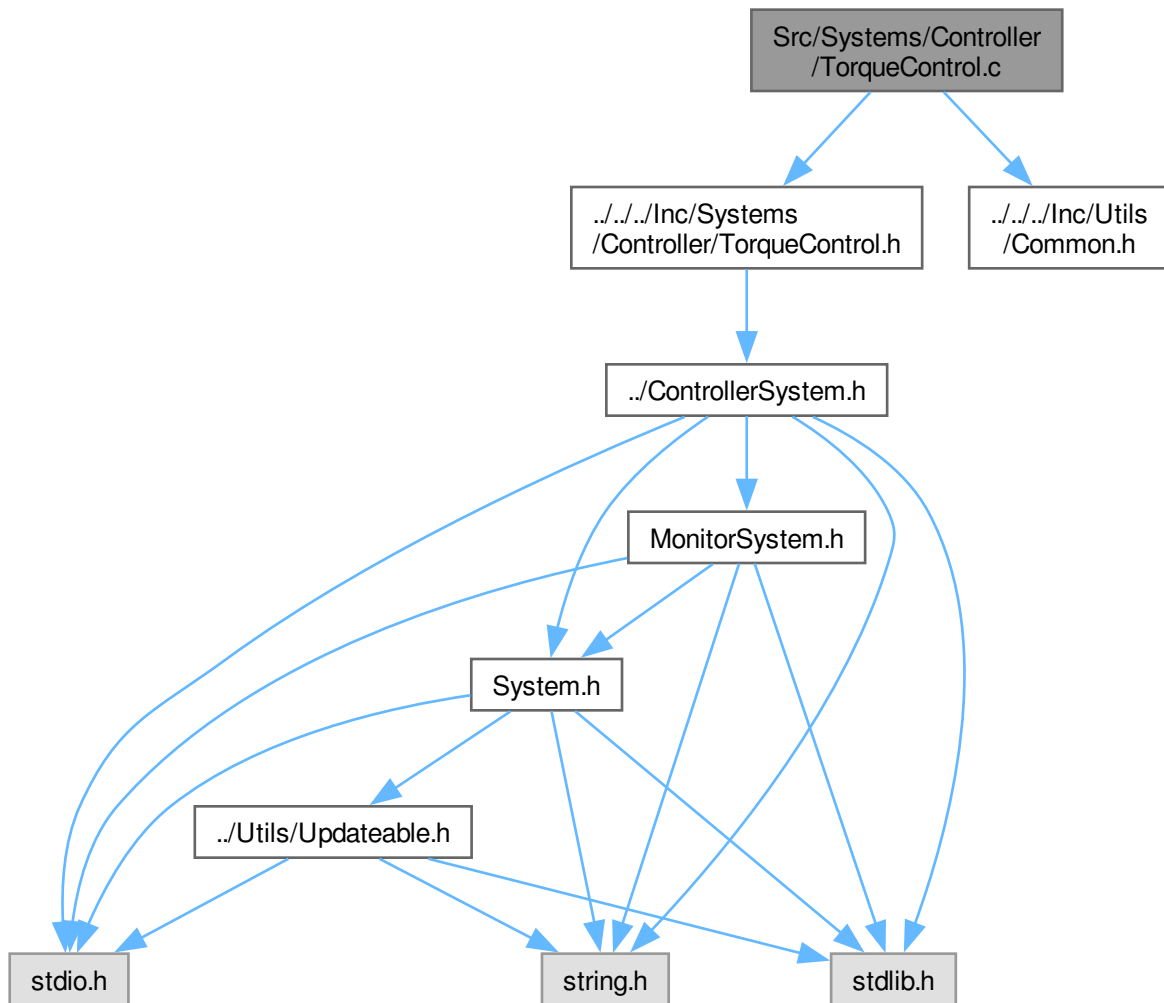 Src/Systems/Controller
/TorqueControl.c
../../../Inc/Systems
/Controller/TorqueControl.h
../../../Inc/Utils
/Common.h
../ControllerSystem.h
MonitorSystem.h
System.h
../Utils/Updateable.h
stdio.h
string.h
stdlib.h